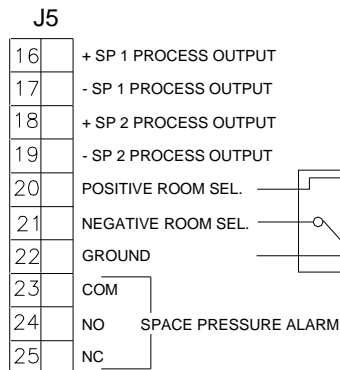 J5
16 + SP 1 PROCESS OUTPUT
17 - SP 1 PROCESS OUTPUT
18 + SP 2 PROCESS OUTPUT
19 - SP 2 PROCESS OUTPUT
20 POSITIVE ROOM SEL.
21 NEGATIVE ROOM SEL.
22 GROUND
23 COM
24 NO SPACE PRESSURE ALARM
25 NC